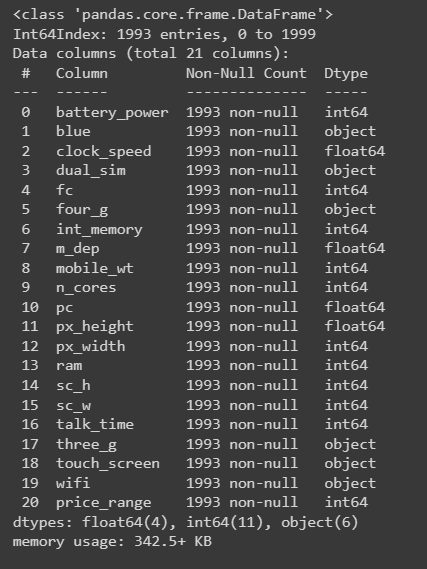 <class 'pandas.core.frame.DataFrame'>
Int64Index: 1993 entries, 0 to 1999
Data columns (total 21 columns):
 #   Column         Non-Null Count  Dtype
---  ------         --------------  -----
 0   battery_power  1993 non-null   int64
 1   blue           1993 non-null   object
 2   clock_speed    1993 non-null   float64
 3   dual_sim       1993 non-null   object
 4   fc             1993 non-null   int64
 5   four_g         1993 non-null   object
 6   int_memory     1993 non-null   int64
 7   m_dep          1993 non-null   float64
 8   mobile_wt      1993 non-null   int64
 9   n_cores        1993 non-null   int64
 10  pc             1993 non-null   float64
 11  px_height      1993 non-null   float64
 12  px_width       1993 non-null   int64
 13  ram            1993 non-null   int64
 14  sc_h           1993 non-null   int64
 15  sc_w           1993 non-null   int64
 16  talk_time      1993 non-null   int64
 17  three_g        1993 non-null   object
 18  touch_screen   1993 non-null   object
 19  wifi           1993 non-null   object
 20  price_range    1993 non-null   int64
dtypes: float64(4), int64(11), object(6)
memory usage: 342.5+ KB